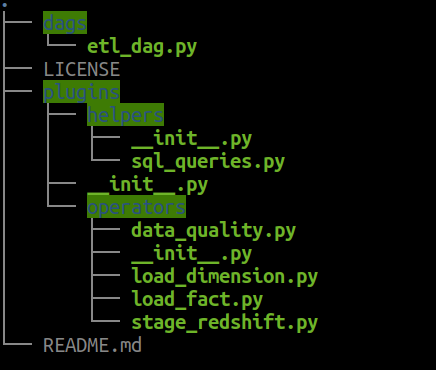 .
dags
etl_dag.py
LICENSE
plugins
helpers
__init__.py
sql_queries.py
__init__.py
operators
data_quality.py
__init__.py
load_dimension.py
load_fact.py
stage_redshift.py
README.md